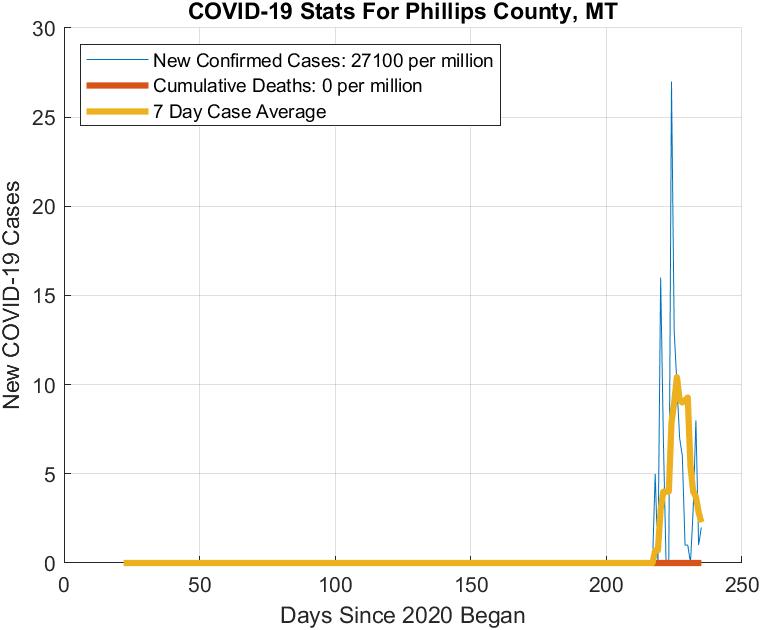 COVID-19 Stats For Phillips County, MT
New Confirmed Cases: 27100 per million
Cumulative Deaths: 0 per million
7 Day Case Average
New COVID-19 Cases
30
25
20
15
10
5
0
0 50 100 150 200 250
Days Since 2020 Began